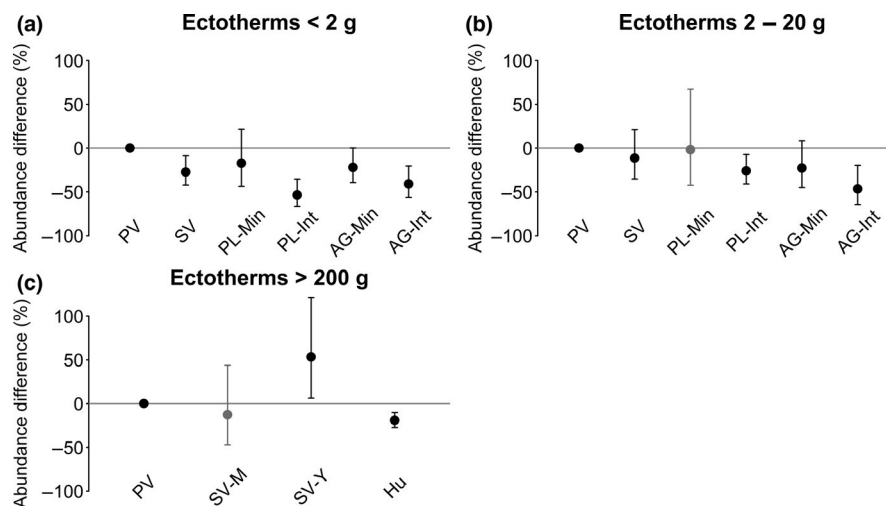 (a) Ectotherms < 2 g
Abundance difference (%)
100
50
0
–50
–100
PV SV PL-Min PL-Int AG-Min AG-Int
(b) Ectotherms 2 – 20 g
Abundance difference (%)
100
50
0
–50
–100
PV SV PL-Min PL-Int AG-Min AG-Int
(c) Ectotherms > 200 g
Abundance difference (%)
100
50
0
–50
–100
PV SV-M SV-Y Hu